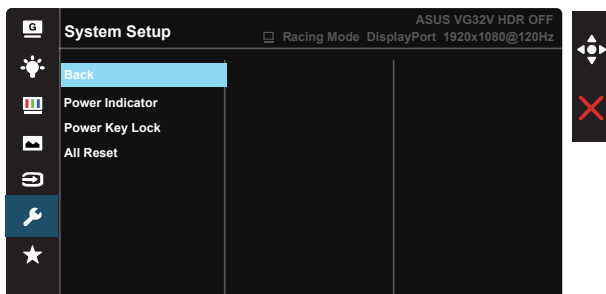 G
System Setup
ASUS VG32V HDR OFF
Racing Mode DisplayPort 1920x1080@120Hz
Back
Power Indicator
Power Key Lock
All Reset